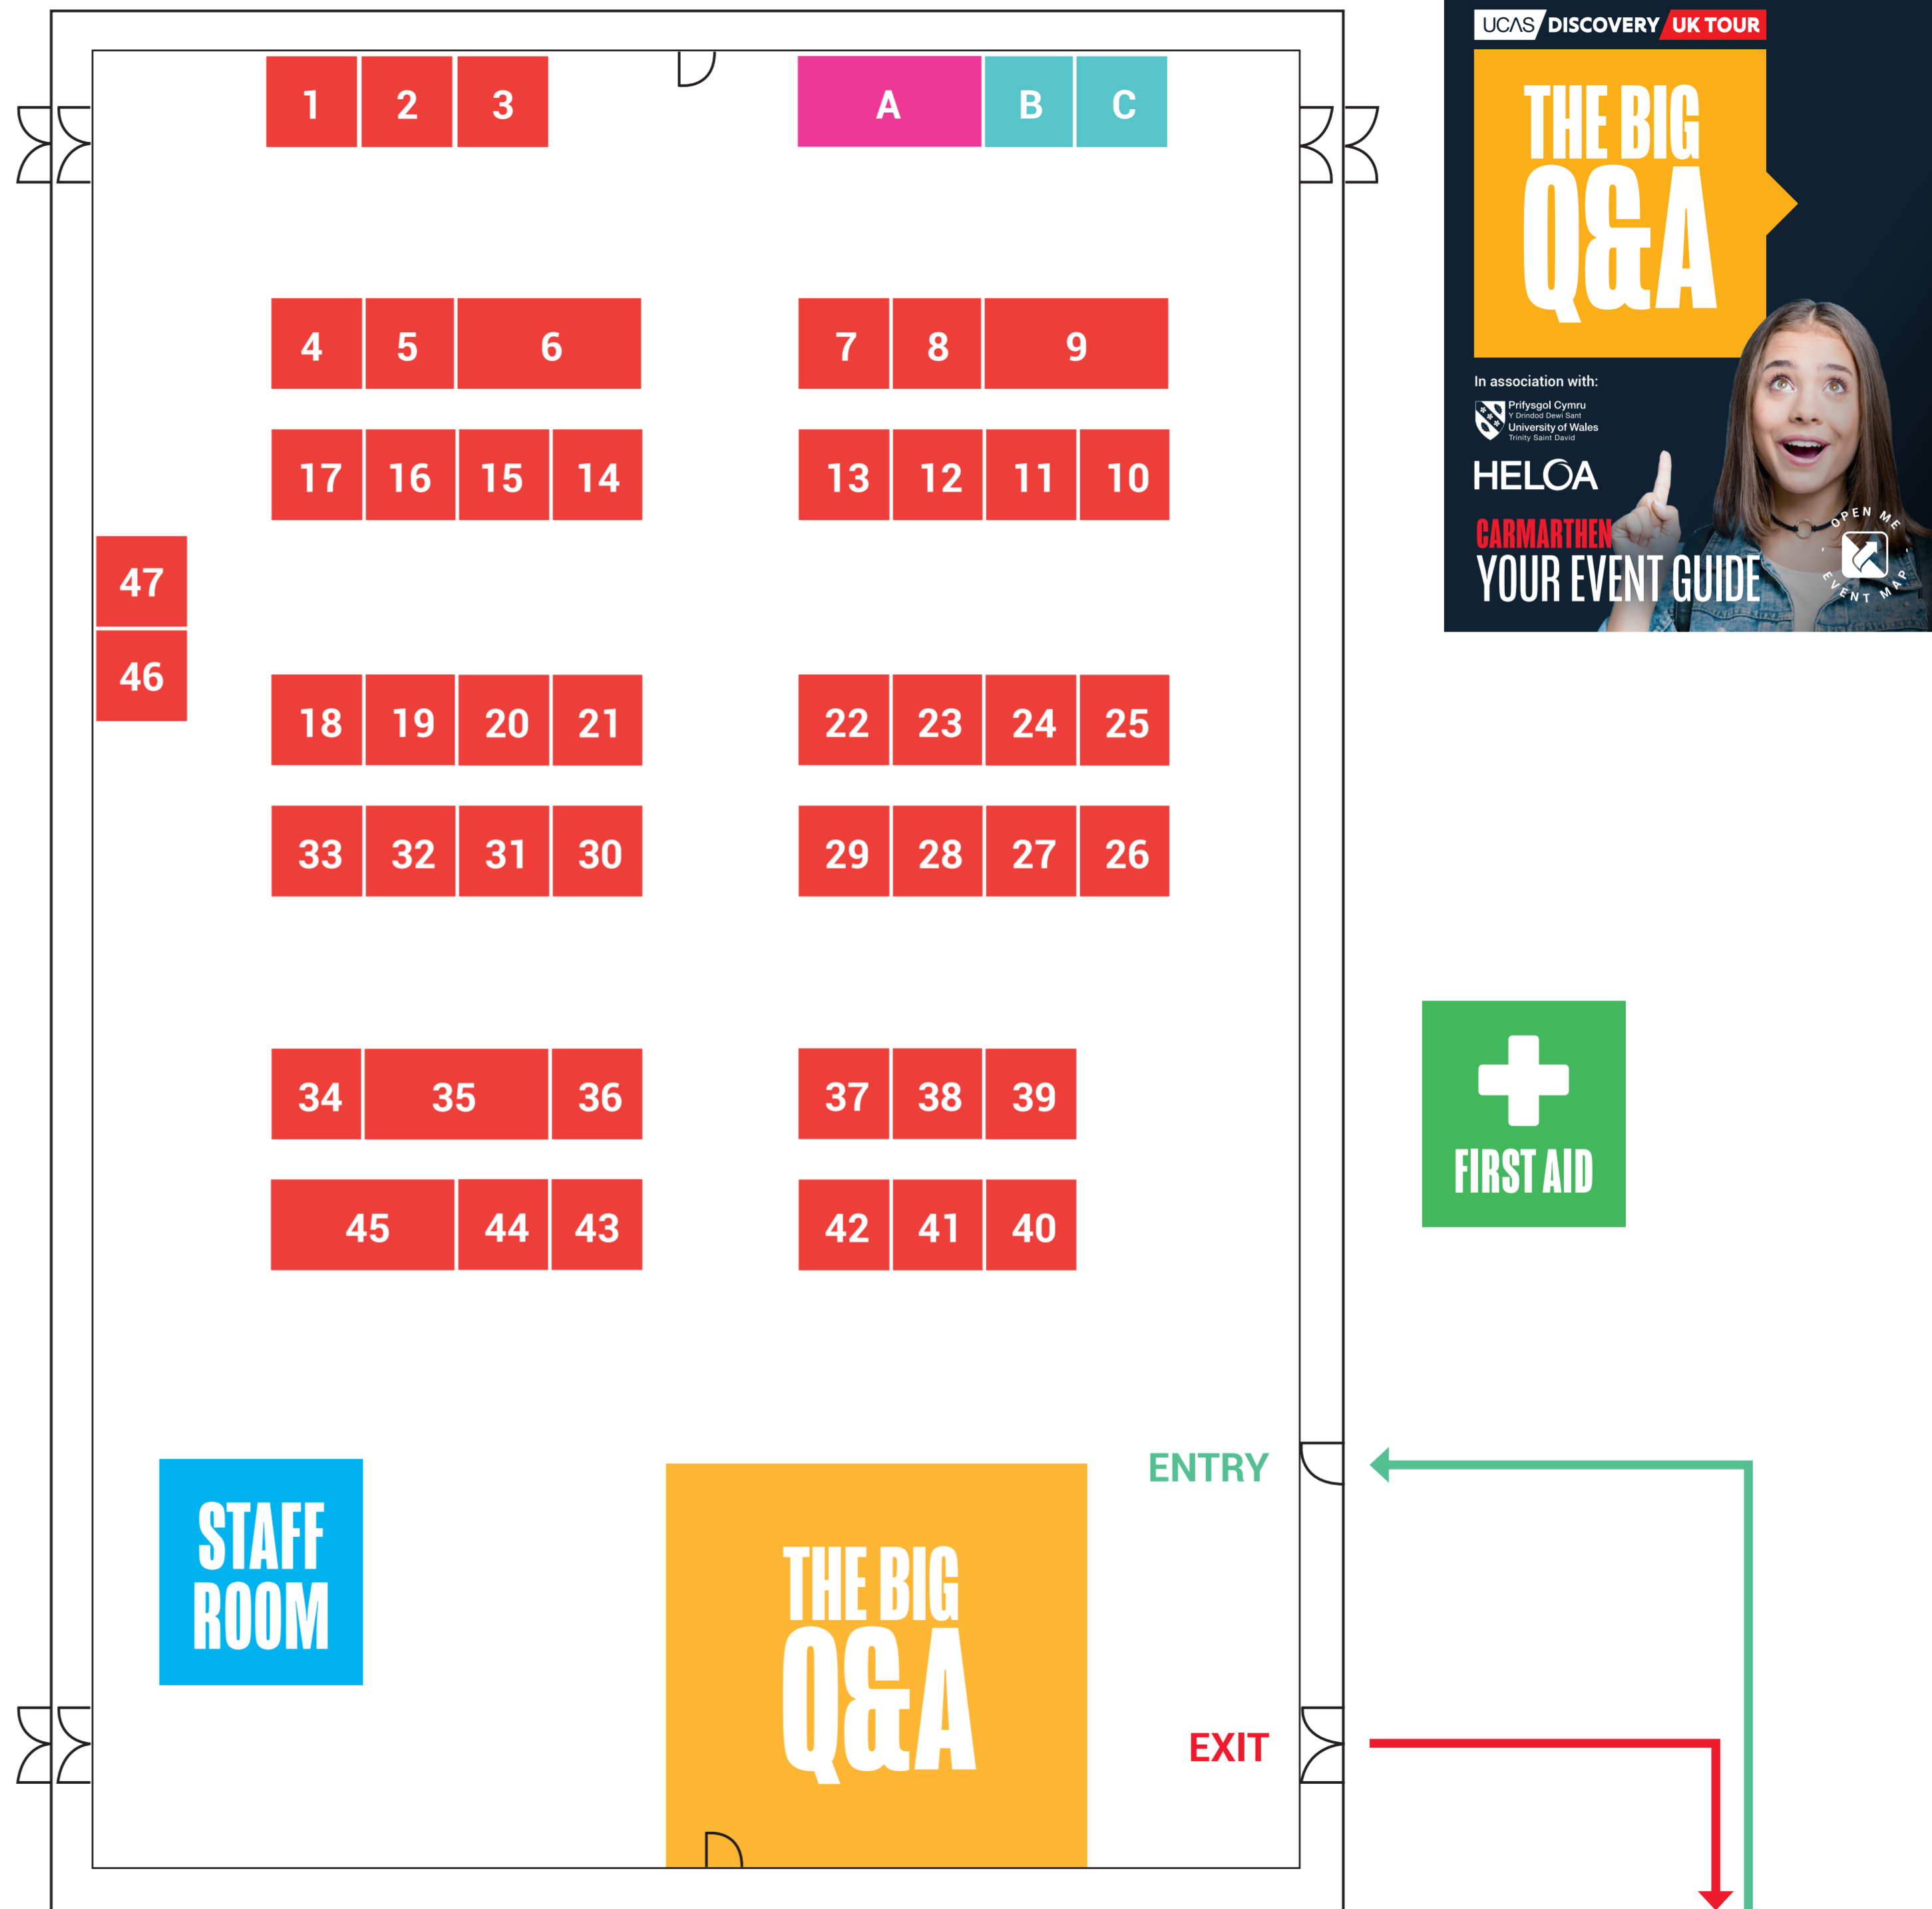 1 2 3 A B C
4 5 6 7 8 9
17 16 15 14 13 12 11 10
47
46
18 19 20 21 22 23 24 25
33 32 31 30 29 28 27 26
34 35 36 37 38 39
45 44 43 42 41 40
STAFF
ROOM
THE BIG
Q&A
ENTRY
EXIT
UCAS DISCOVERY UK TOUR
THE BIG
Q&A
In association with:
Prifysgol Cymru
Y Drindod Dewi Sant
University of Wales
Trinity Saint David
HELOA
CARMARTHEN
YOUR EVENT GUIDE
OPEN ME
EVENT MAP
FIRST AID